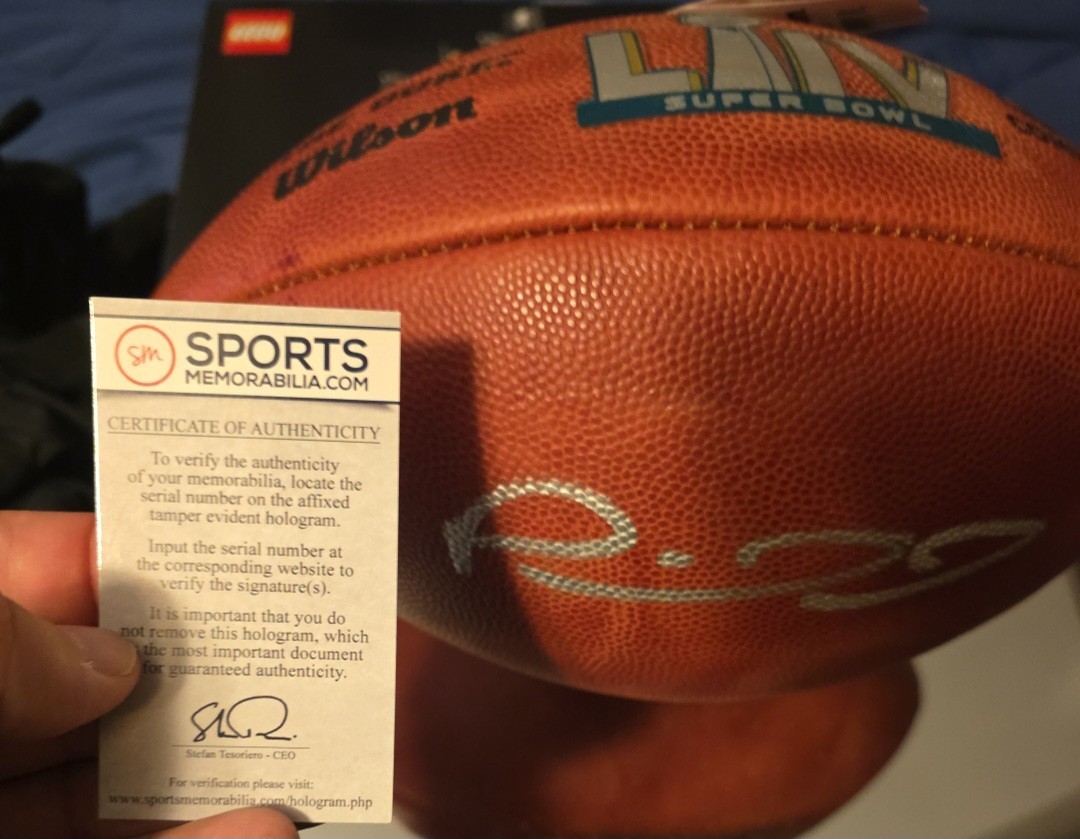 LEGO
DUKE
Wilson
LIV
SUPER BOWL
sm
SPORTS
MEMORABILIA.COM
CERTIFICATE OF AUTHENTICITY
To verify the authenticity
of your memorabilia, locate the
serial number on the affixed
tamper evident hologram.
Input the serial number at
the corresponding website to
verify the signature(s).
It is important that you do
not remove this hologram, which
the most important document
for guaranteed authenticity.
Stefan Tesoriero - CEO
For verification please visit:
www.sportsmemorabilia.com/hologram.php